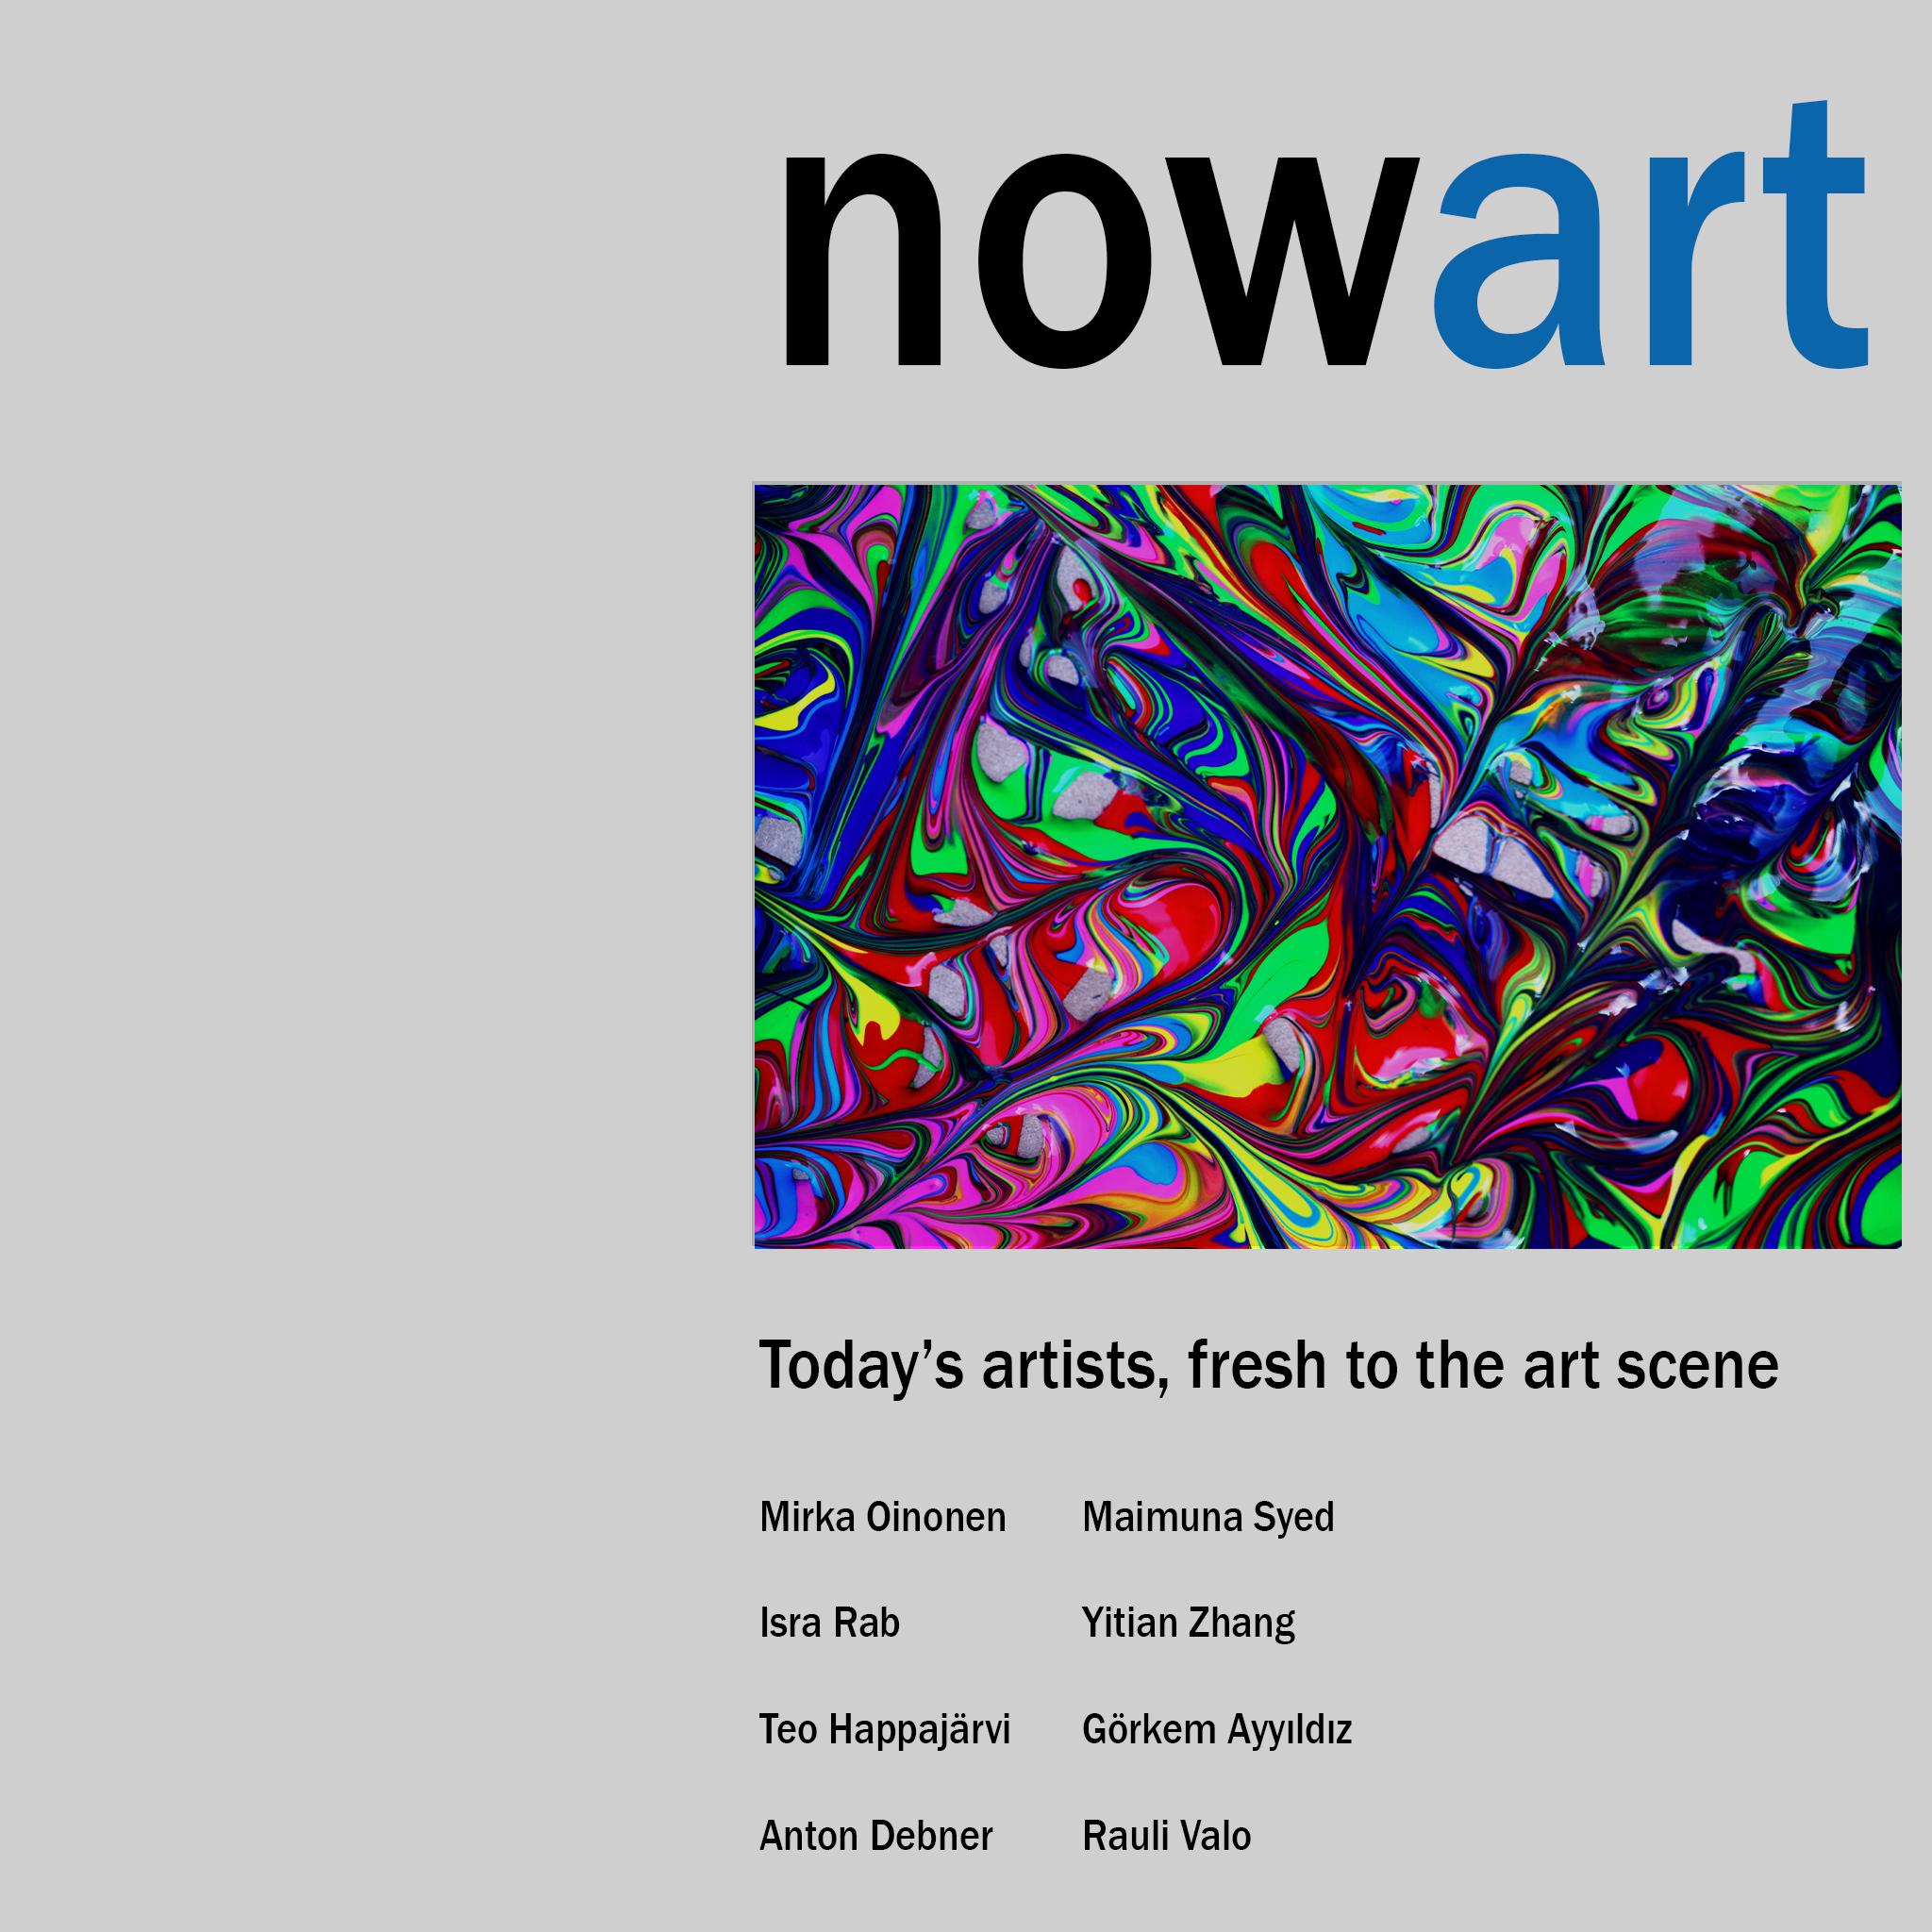 nowart
Today’s artists, fresh to the art scene
Mirka Oinonen
Maimuna Syed
Isra Rab
Yitian Zhang
Teo Happajärvi
Görkem Ayyıldız
Anton Debner
Rauli Valo